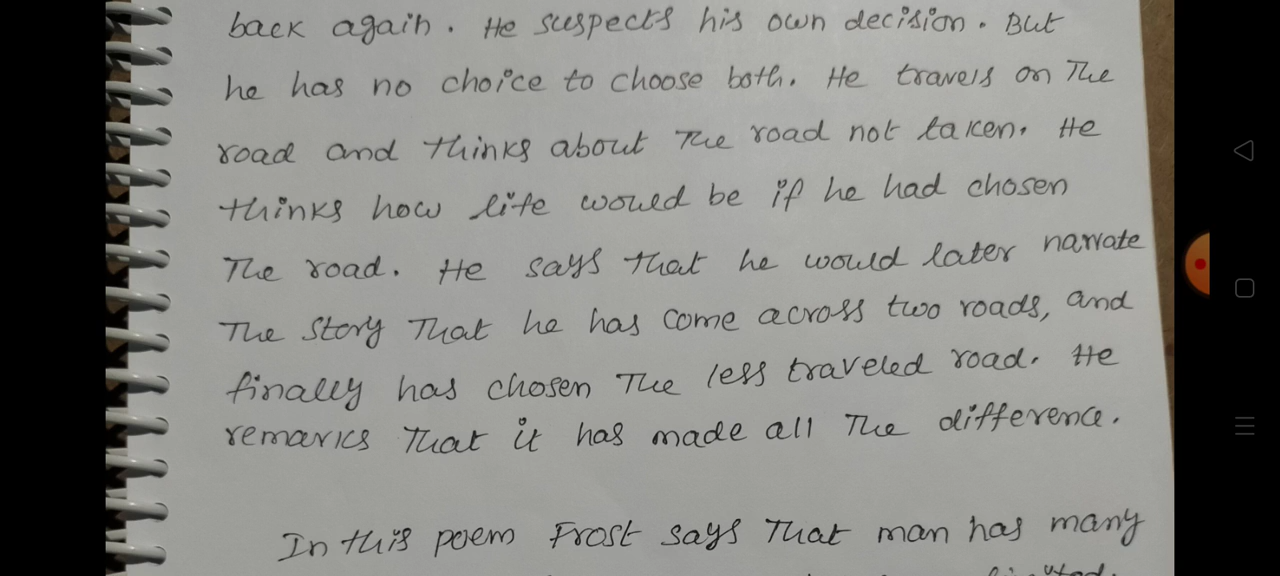 back again. He suspects his own decision. But
he has no choice to choose both. He travels on The
road and thinks about The road not taken. He
thinks how life would be if he had chosen
The road. He says that he would later narrate
The Story That he has come across two roads, and
finally has chosen The less traveled road. He
remarks That it has made all The difference.
In this poem Frost says That man has many